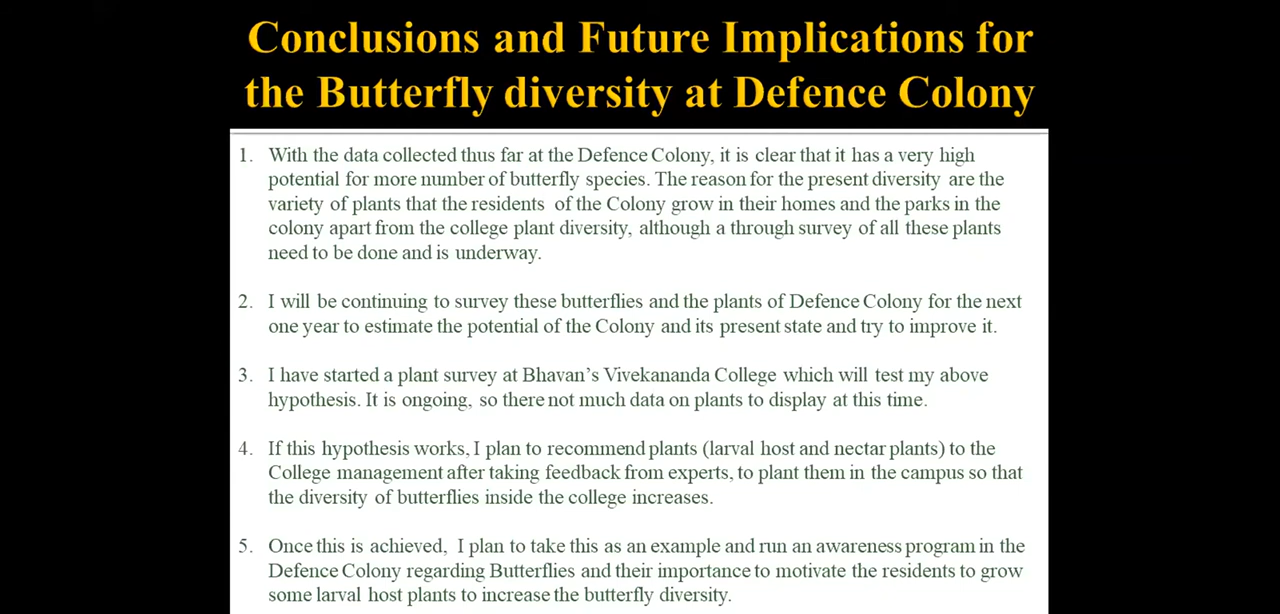 Conclusions and Future Implications for
the Butterfly diversity at Defence Colony
1. With the data collected thus far at the Defence Colony, it is clear that it has a very high
potential for more number of butterfly species. The reason for the present diversity are the
variety of plants that the residents of the Colony grow in their homes and the parks in the
colony apart from the college plant diversity, although a through survey of all these plants
need to be done and is underway.
2. I will be continuing to survey these butterflies and the plants of Defence Colony for the next
one year to estimate the potential of the Colony and its present state and try to improve it.
3. I have started a plant survey at Bhavan's Vivekananda College which will test my above
hypothesis. It is ongoing, so there not much data on plants to display at this time.
4. If this hypothesis works, I plan to recommend plants (larval host and nectar plants) to the
College management after taking feedback from experts, to plant them in the campus so that
the diversity of butterflies inside the college increases.
5. Once this is achieved, I plan to take this as an example and run an awareness program in the
Defence Colony regarding Butterflies and their importance to motivate the residents to grow
some larval host plants to increase the butterfly diversity.